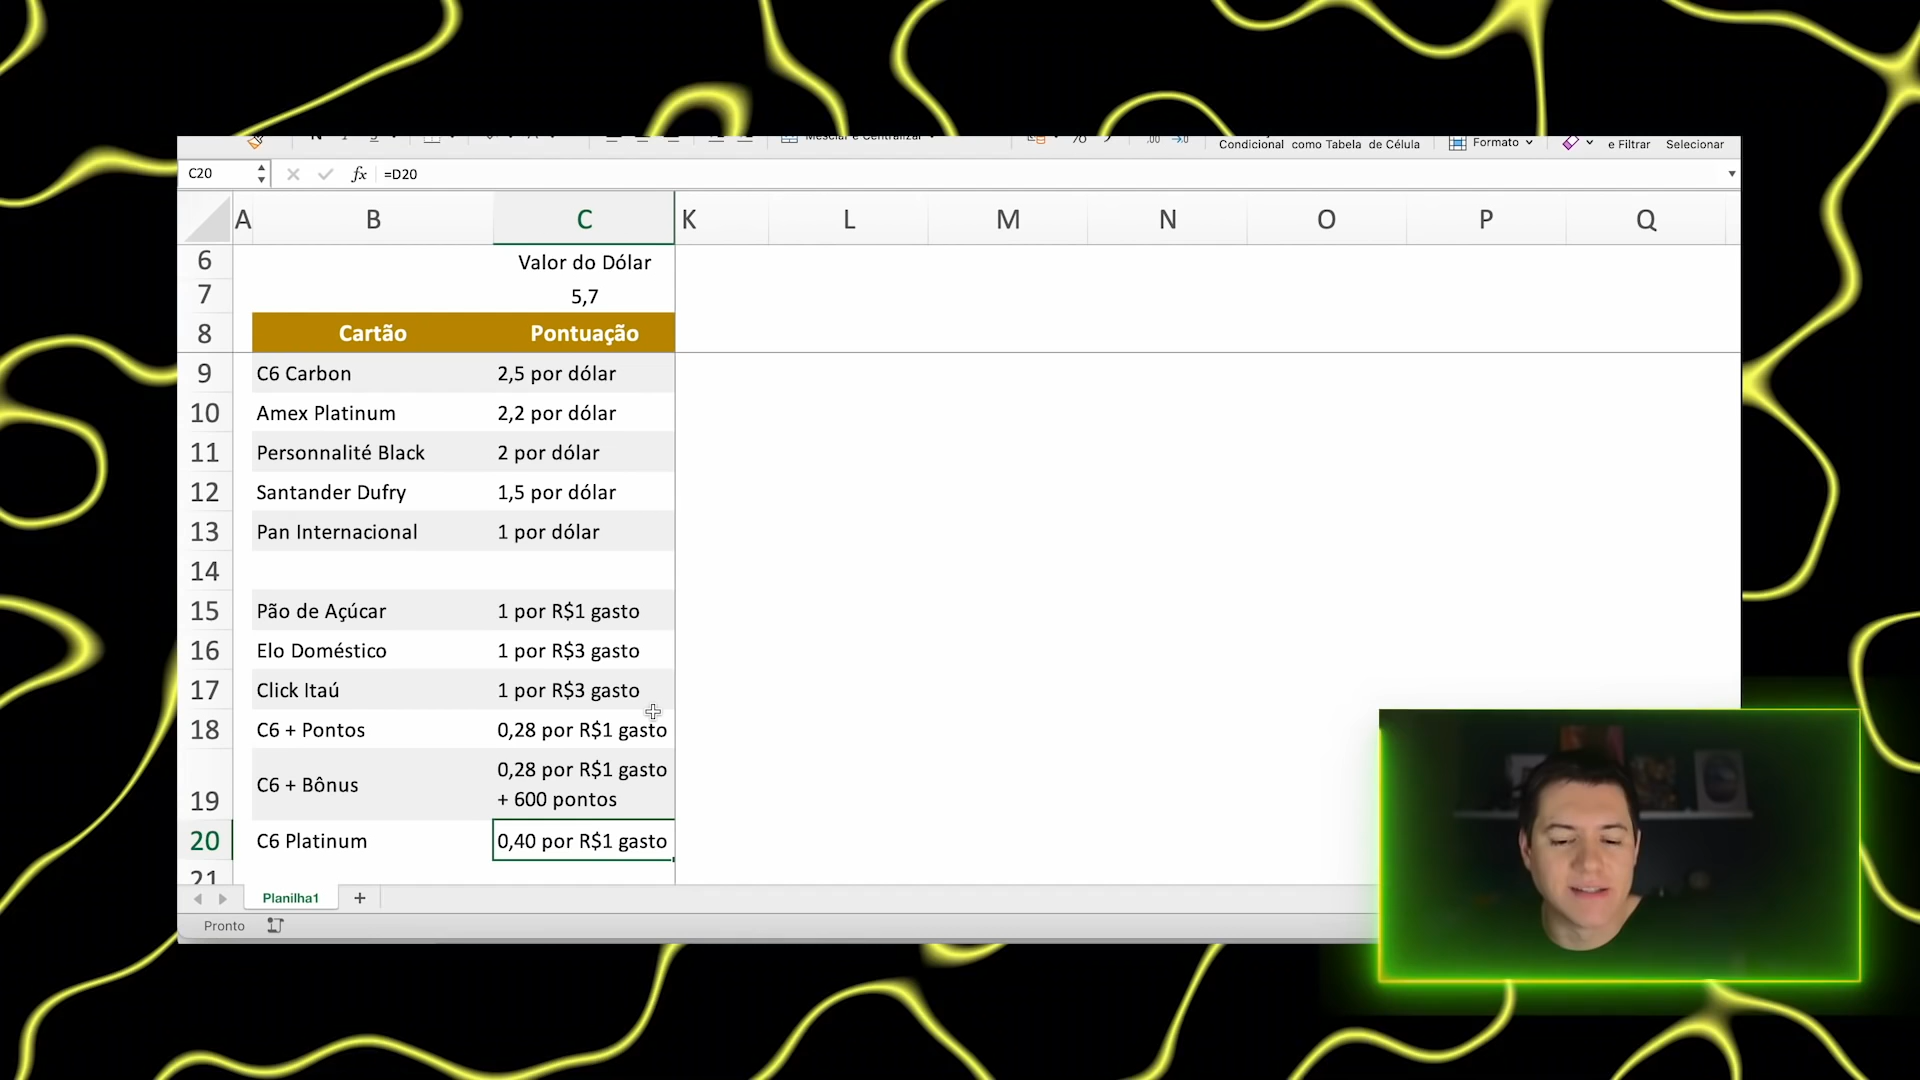 Mesclar e Centralizar
Condicional como Tabela de Célula
Formato
e Filtrar Selecionar
C20
fx
=D20
A B C K L M N O P Q
6 Valor do Dólar
7 5,7
8 Cartão Pontuação
9 C6 Carbon 2,5 por dólar
10 Amex Platinum 2,2 por dólar
11 Personnalité Black 2 por dólar
12 Santander Dufry 1,5 por dólar
13 Pan Internacional 1 por dólar
14
15 Pão de Açúcar 1 por R$1 gasto
16 Elo Doméstico 1 por R$3 gasto
17 Click Itaú 1 por R$3 gasto
18 C6 + Pontos 0,28 por R$1 gasto
19 C6 + Bônus 0,28 por R$1 gasto
+ 600 pontos
20 C6 Platinum 0,40 por R$1 gasto
21
Planilha1 +
Pronto